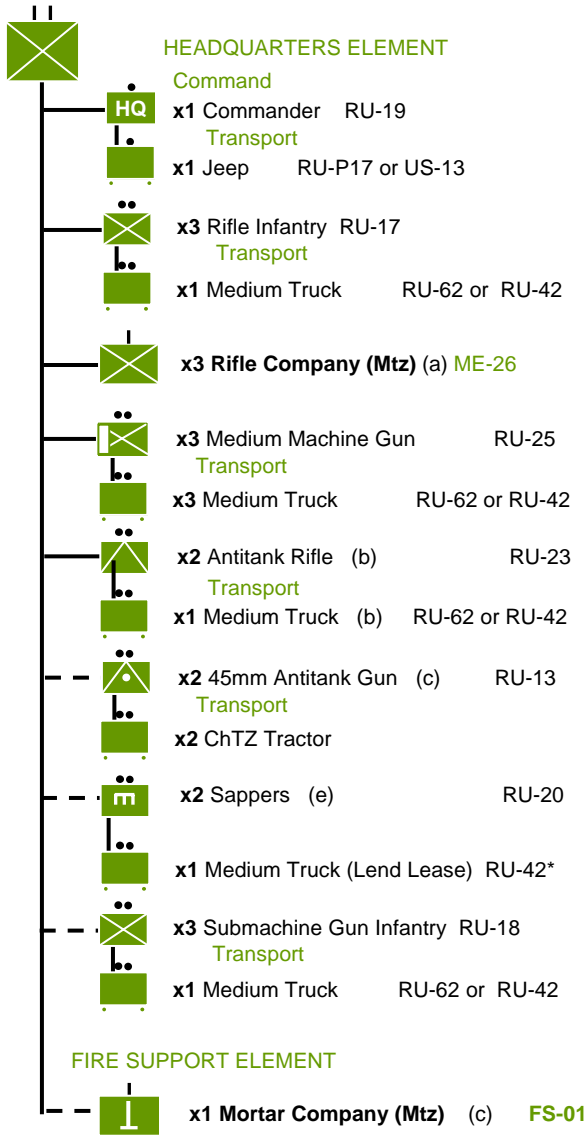 HEADQUARTERS ELEMENT
Command
HQ
x1 Commander RU-19
Transport
x1 Jeep RU-P17 or US-13
x3 Rifle Infantry RU-17
Transport
x1 Medium Truck RU-62 or RU-42
x3 Rifle Company (Mtz) (a) ME-26
x3 Medium Machine Gun RU-25
Transport
x3 Medium Truck RU-62 or RU-42
x2 Antitank Rifle (b) RU-23
Transport
x1 Medium Truck (b) RU-62 or RU-42
x2 45mm Antitank Gun (c) RU-13
Transport
x2 ChTZ Tractor
x2 Sappers (e) RU-20
x1 Medium Truck (Lend Lease) RU-42*
x3 Submachine Gun Infantry RU-18
Transport
x1 Medium Truck RU-62 or RU-42
FIRE SUPPORT ELEMENT
x1 Mortar Company (Mtz) (c) FS-01